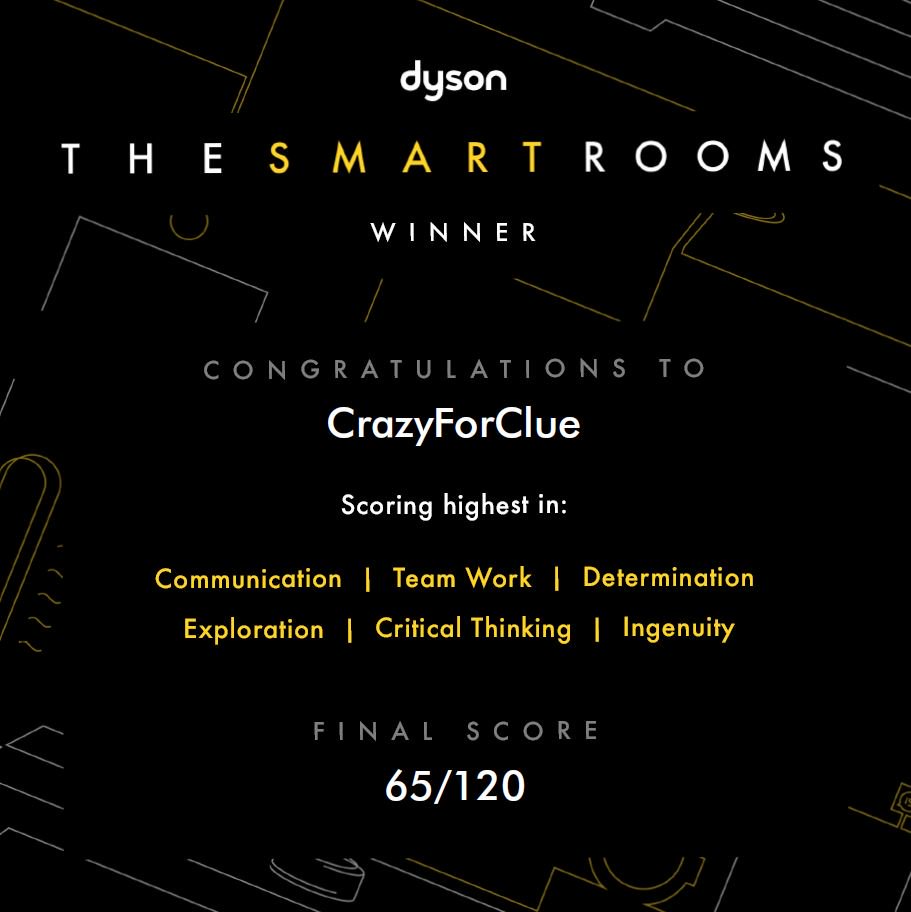 dyson
THE SMART ROOMS
WINNER
CONGRATULATIONS TO
CrazyForClue
Scoring highest in:
Communication | Team Work | Determination
Exploration | Critical Thinking | Ingenuity
FINAL SCORE
65/120